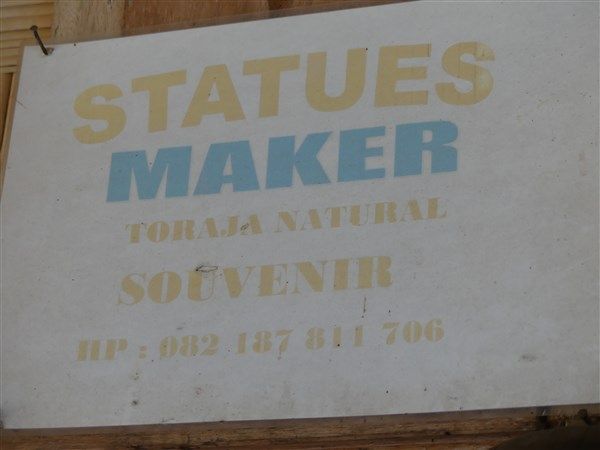 STATUES
MAKER
TORAJA NATURAL
SOUVENIR
HP : 082 187 811 706